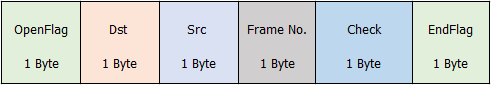 OpenFlag Dst Src Frame No. Check EndFlag
1 Byte 1 Byte 1 Byte 1 Byte 1 Byte 1 Byte